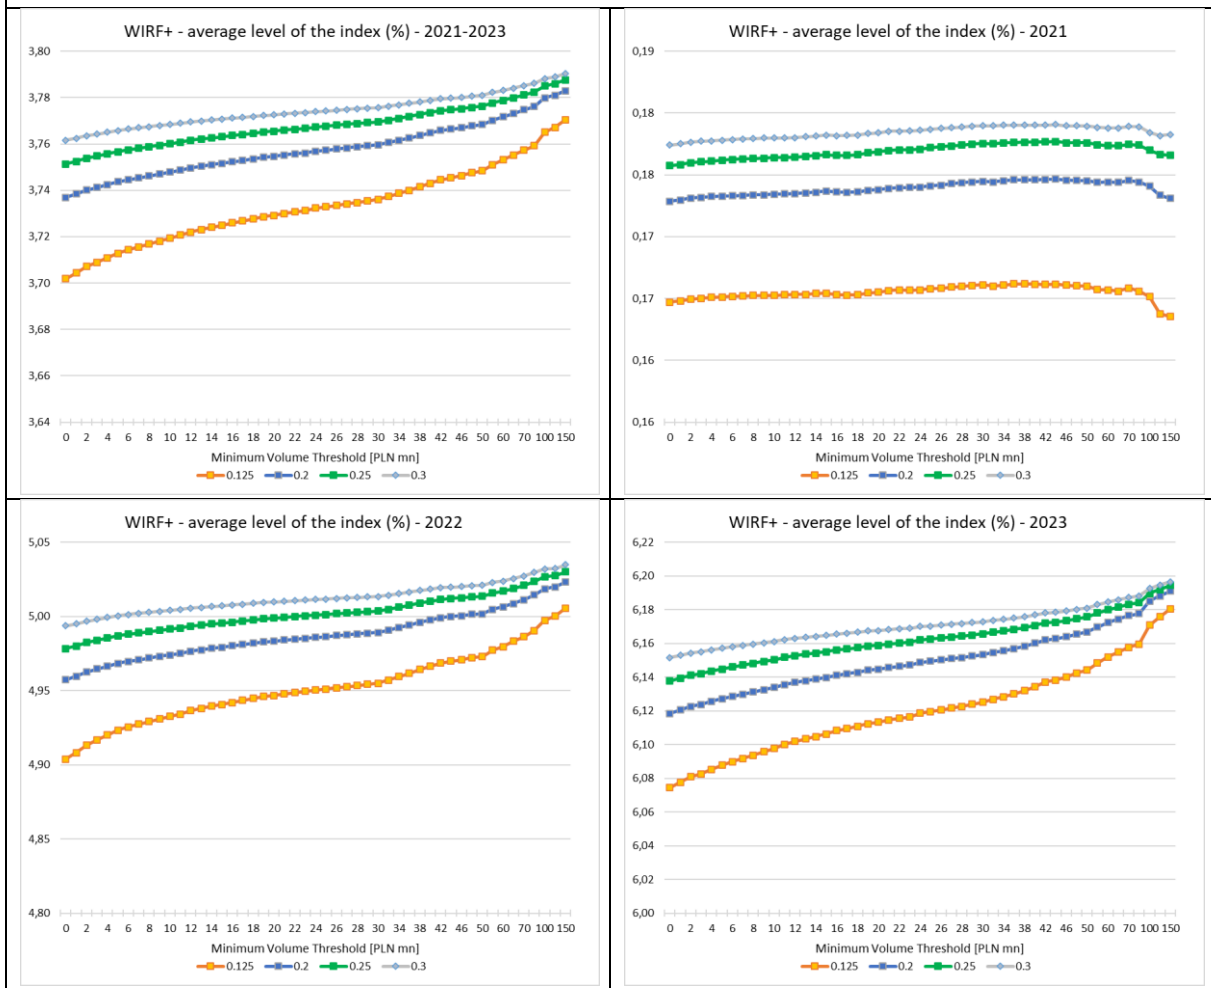 WIRF+ - average level of the index (%) - 2021-2023
3,80
3,78
3,76
3,74
3,72
3,70
3,68
3,66
3,64
0 2 4 6 8 10 12 14 16 18 20 22 24 26 28 30 34 38 42 46 50 60 70 100 150
Minimum Volume Threshold [PLN mn]
0.125 0.2 0.25 0.3
WIRF+ - average level of the index (%) - 2021
0,19
0,18
0,18
0,17
0,17
0,16
0,16
0 2 4 6 8 10 12 14 16 18 20 22 24 26 28 30 34 38 42 46 50 60 70 100 150
Minimum Volume Threshold [PLN mn]
0.125 0.2 0.25 0.3
WIRF+ - average level of the index (%) - 2022
5,05
5,00
4,95
4,90
4,85
4,80
0 2 4 6 8 10 12 14 16 18 20 22 24 26 28 30 34 38 42 46 50 60 70 100 150
Minimum Volume Threshold [PLN mn]
0.125 0.2 0.25 0.3
WIRF+ - average level of the index (%) - 2023
6,22
6,20
6,18
6,16
6,14
6,12
6,10
6,08
6,06
6,04
6,02
6,00
0 2 4 6 8 10 12 14 16 18 20 22 24 26 28 30 34 38 42 46 50 60 70 100 150
Minimum Volume Threshold [PLN mn]
0.125 0.2 0.25 0.3